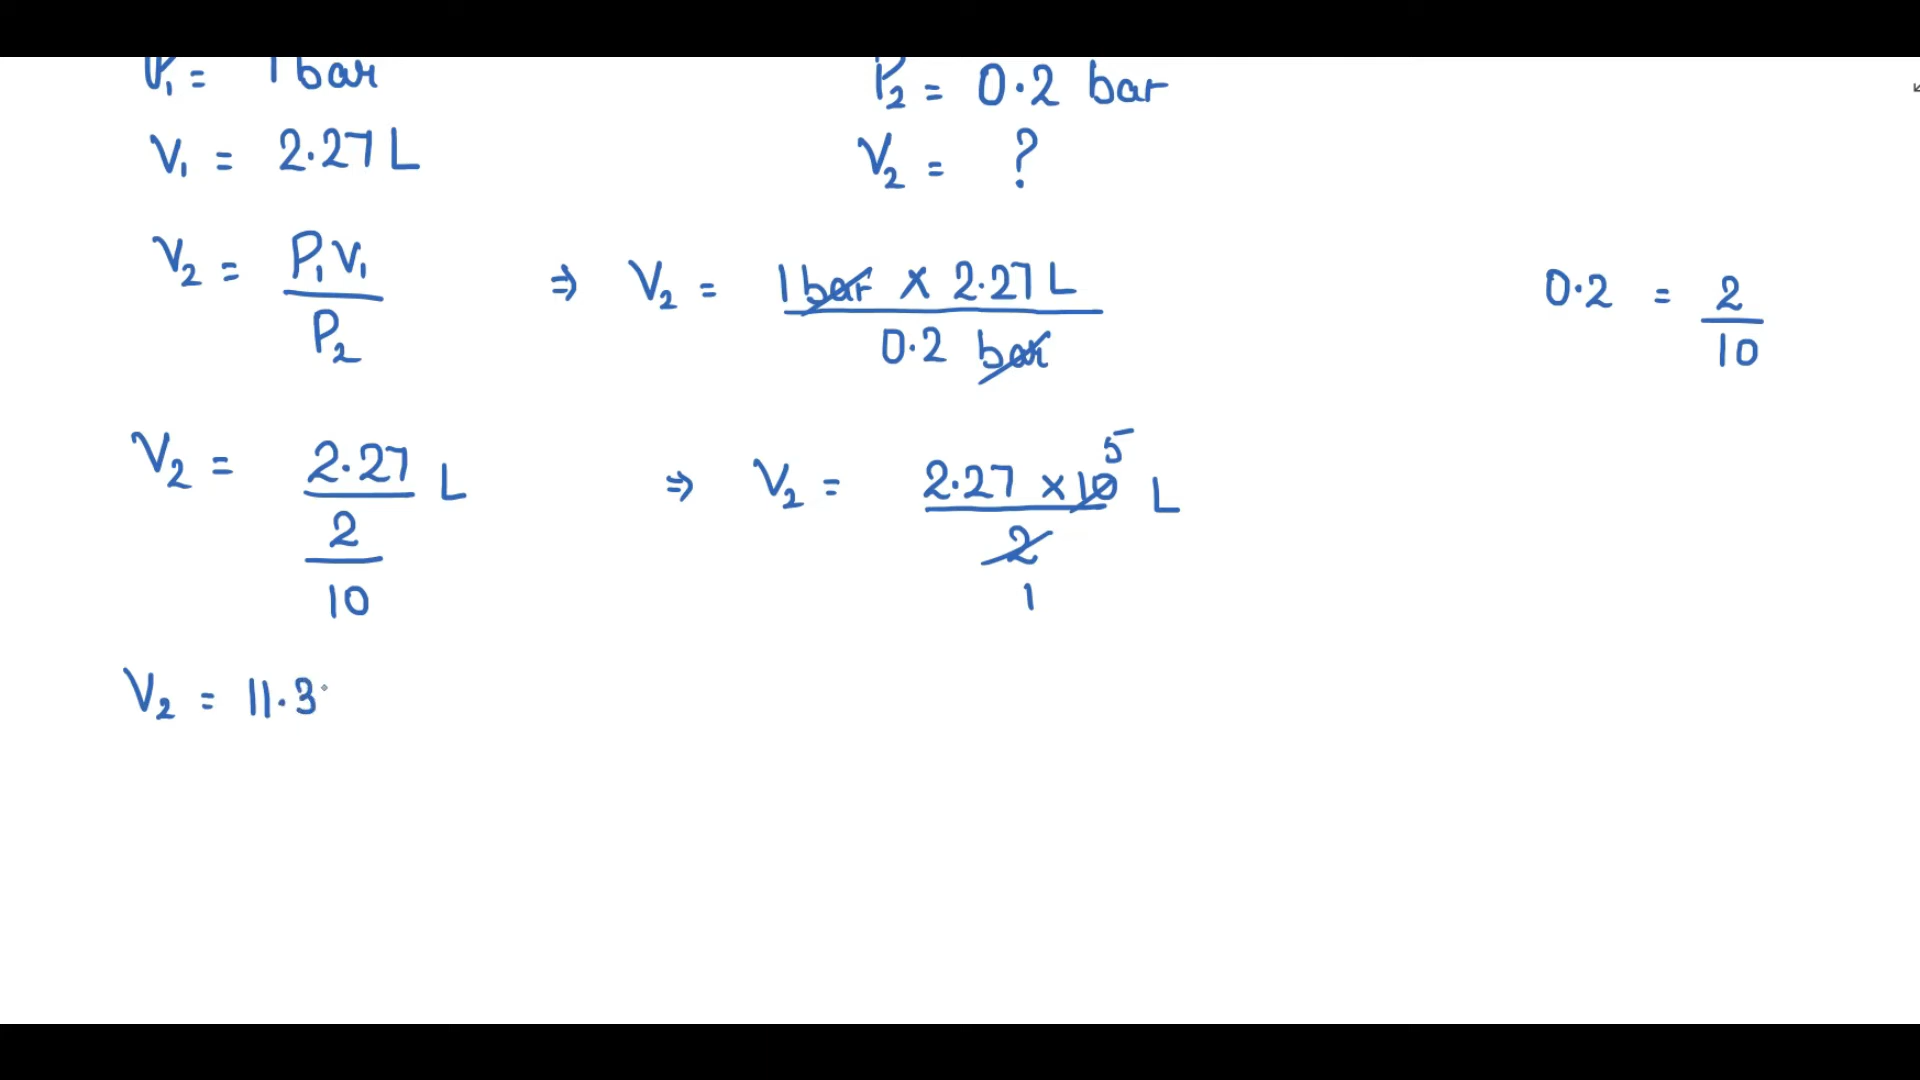 P₁ = 1 bar P₂ = 0.2 bar
V₁ = 2.27 L V₂ = ?
V₂ = P₁V₁ / P₂ ⇒ V₂ = 1 bar × 2.27 L / 0.2 bar 0.2 = 2 / 10
V₂ = 2.27 / 2 / 10 L ⇒ V₂ = 2.27 × 10 5 / 2 1 L
V₂ = 11.3